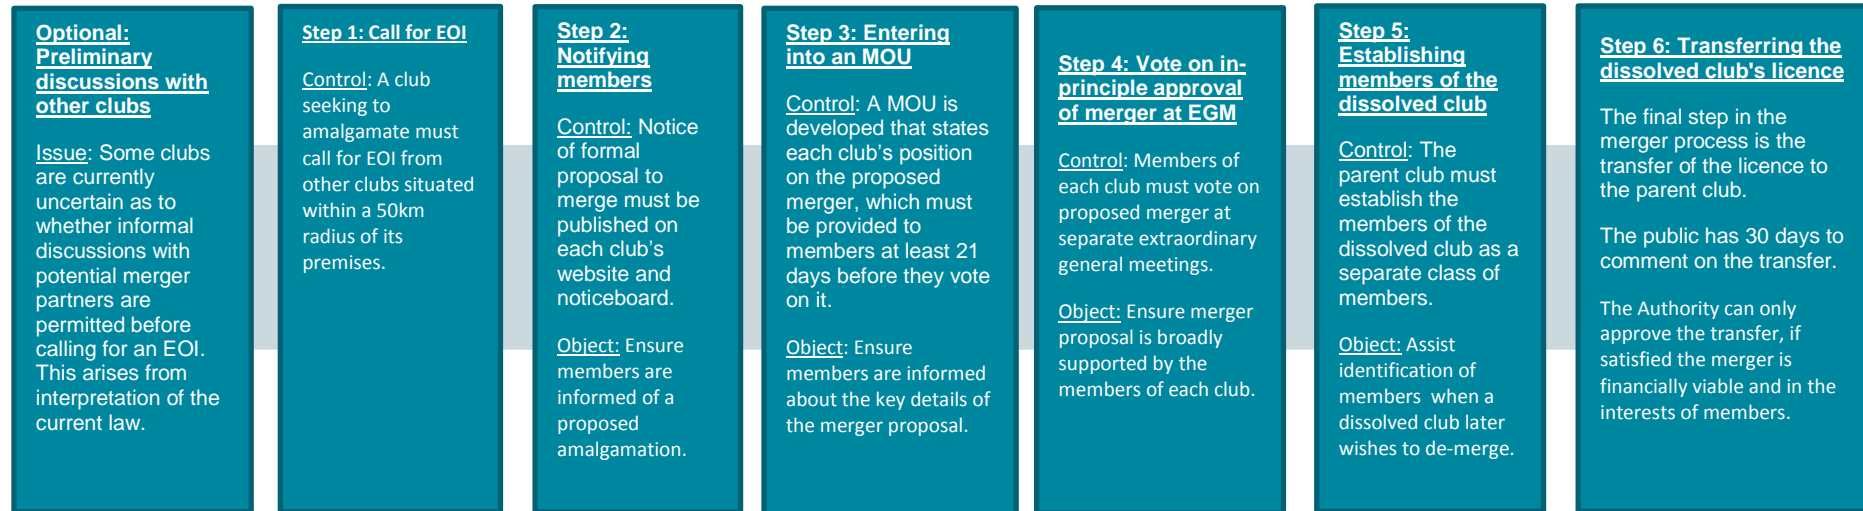 Optional:
Preliminary
discussions with
other clubs
Issue: Some clubs
are currently
uncertain as to
whether informal
discussions with
potential merger
partners are
permitted before
calling for an EOI.
This arises from
interpretation of the
current law.
Step 1: Call for EOI
Control: A club
seeking to
amalgamate must
call for EOI from
other clubs situated
within a 50km
radius of its
premises.
Step 2:
Notifying
members
Control: Notice
of formal
proposal to
merge must be
published on
each club's
website and
noticeboard.
Object: Ensure
members are
informed of a
proposed
amalgamation.
Step 3: Entering
into an MOU
Control: A MOU is
developed that states
each club's position
on the proposed
merger, which must
be provided to
members at least 21
days before they vote
on it.
Object: Ensure
members are informed
about the key details of
the merger proposal.
Step 4: Vote on in-
principle approval
of merger at EGM
Control: Members of
each club must vote on
proposed merger at
separate extraordinary
general meetings.
Object: Ensure merger
proposal is broadly
supported by the
members of each club.
Step 5:
Establishing
members of the
dissolved club
Control: The
parent club must
establish the
members of the
dissolved club as a
separate class of
members.
Object: Assist
identification of
members when a
dissolved club later
wishes to de-merge.
Step 6: Transferring the
dissolved club's licence
The final step in the
merger process is the
transfer of the licence to
the parent club.
The public has 30 days to
comment on the transfer.
The Authority can only
approve the transfer, if
satisfied the merger is
financially viable and in the
interests of members.